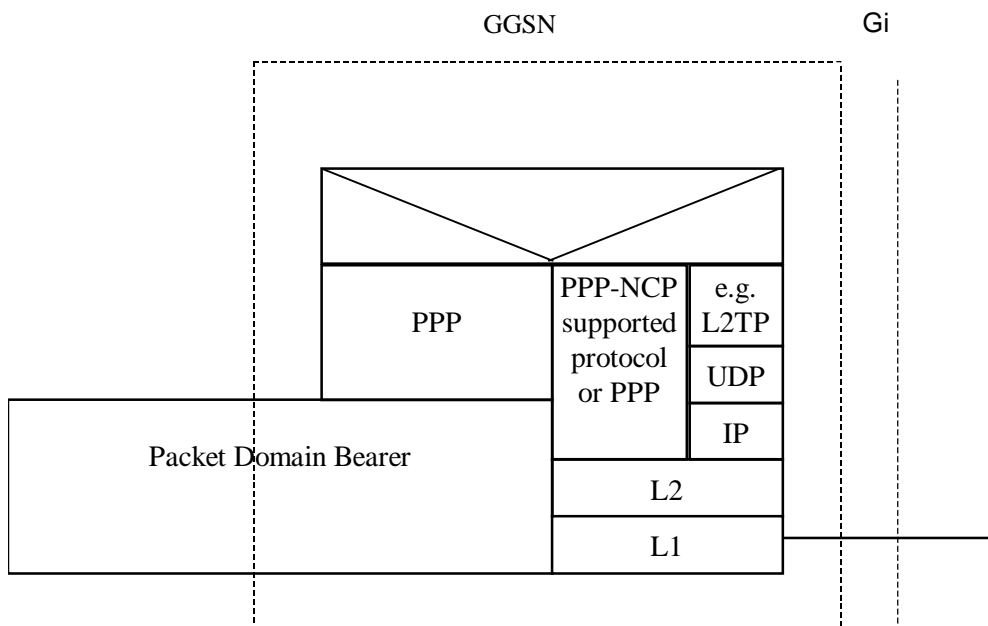 GGSN
Gi
PPP
PPP-NCP
supported
protocol
or PPP
e.g.
L2TP
UDP
IP
Packet Domain Bearer
L2
L1